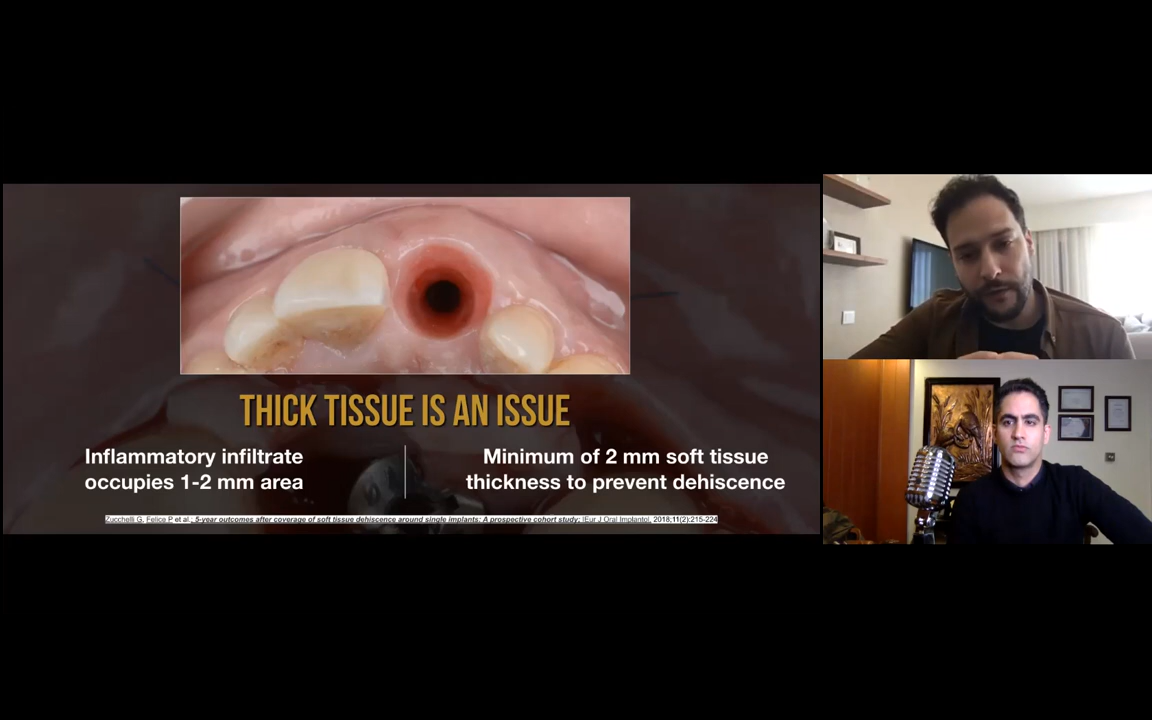 THICK TISSUE IS AN ISSUE
Inflammatory infiltrate
occupies 1-2 mm area
Minimum of 2 mm soft tissue
thickness to prevent dehiscence
Zucchelli G, Felice P et al.; 5-year outcomes after coverage of soft tissue dehiscence around single implants: A prospective cohort study; |Eur J Oral Implantol, 2018;11(2):215-224